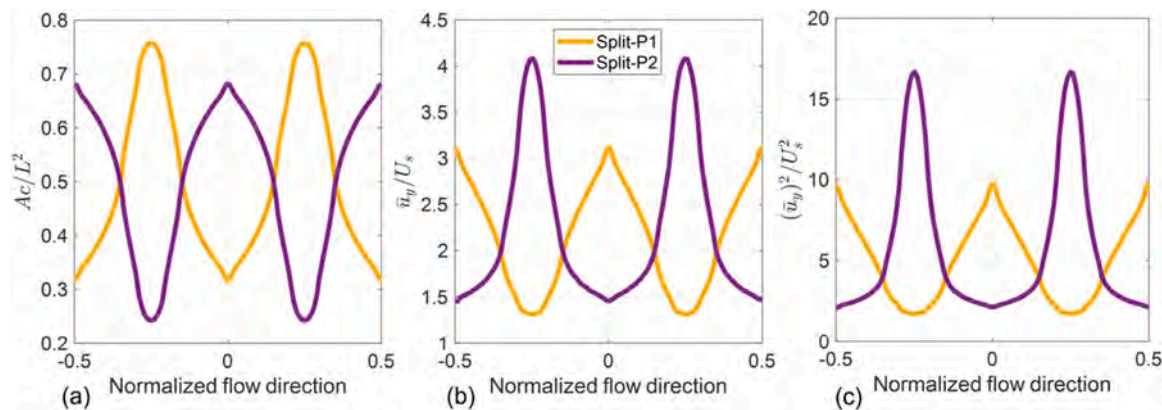 0.8
0.7
0.6
0.5
0.4
0.3
0.2
Ac/L²
-0.5
0
0.5
Normalized flow direction
(a)
4.5
4
3.5
3
2.5
2
1.5
1
ū_y/U_s
Split-P1
Split-P2
-0.5
0
0.5
Normalized flow direction
(b)
20
15
10
5
0
(ū_y)²/U_s²
-0.5
0
0.5
Normalized flow direction
(c)